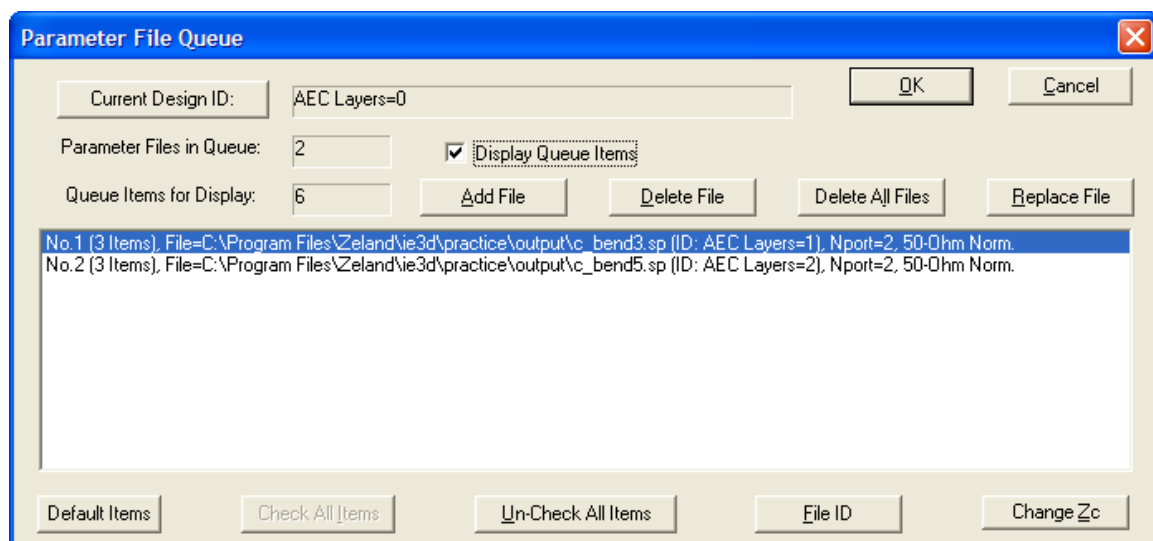 Parameter File Queue
Current Design ID: AEC Layers=0 OK Cancel
Parameter Files in Queue: 2 Display Queue Items
Queue Items for Display: 6 Add File Delete File Delete All Files Replace File
No.1 (3 Items), File=C:\Program Files\Zeland\ie3d\practice\output\c_bend3.sp (ID: AEC Layers=1), Nport=2, 50-Ohm Norm.
No.2 (3 Items), File=C:\Program Files\Zeland\ie3d\practice\output\c_bend5.sp (ID: AEC Layers=2), Nport=2, 50-Ohm Norm.
Default Items Check All Items Un-Check All Items File ID Change Zc